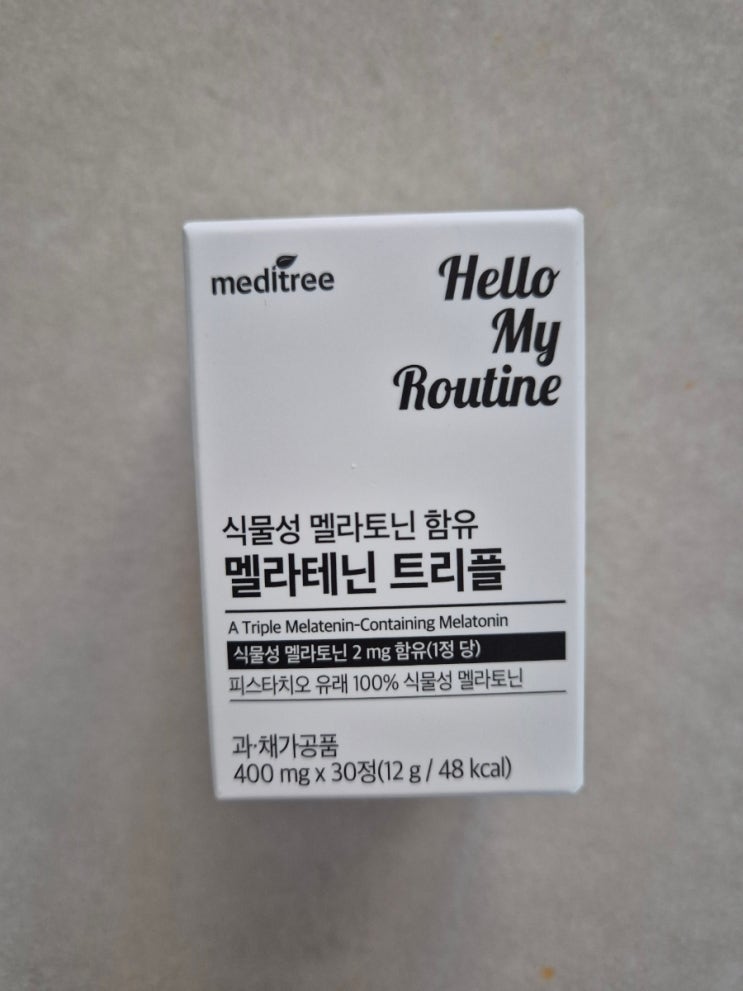 meditree
Hello
My
Routine
식물성 멜라토닌 함유
멜라테닌 트리플
A Triple Melatenin-Containing Melatonin
식물성 멜라토닌 2 mg 함유(1정 당)
피스타치오 유래 100% 식물성 멜라토닌
과·채가공품
400 mg x 30정(12 g / 48 kcal)